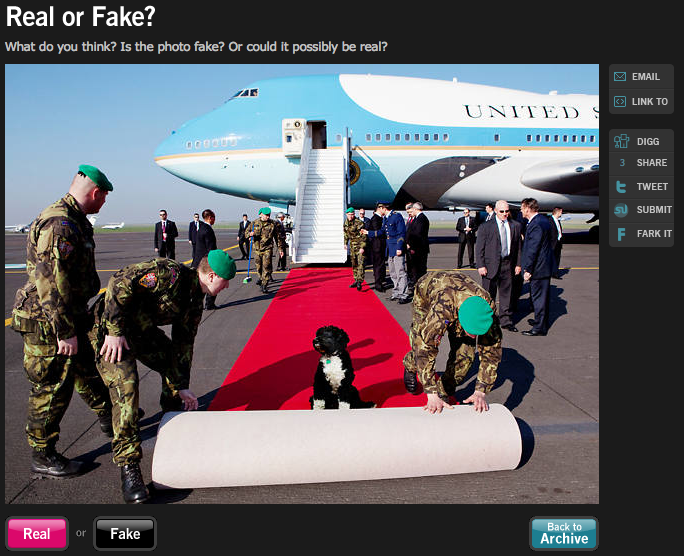 Real or Fake?
What do you think? Is the photo fake? Or could it possibly be real?
EMAIL
LINK TO
UNITED S
DIGG
3 SHARE
TWEET
SUBMIT
FARK IT
Real or Fake
Back to
Archive